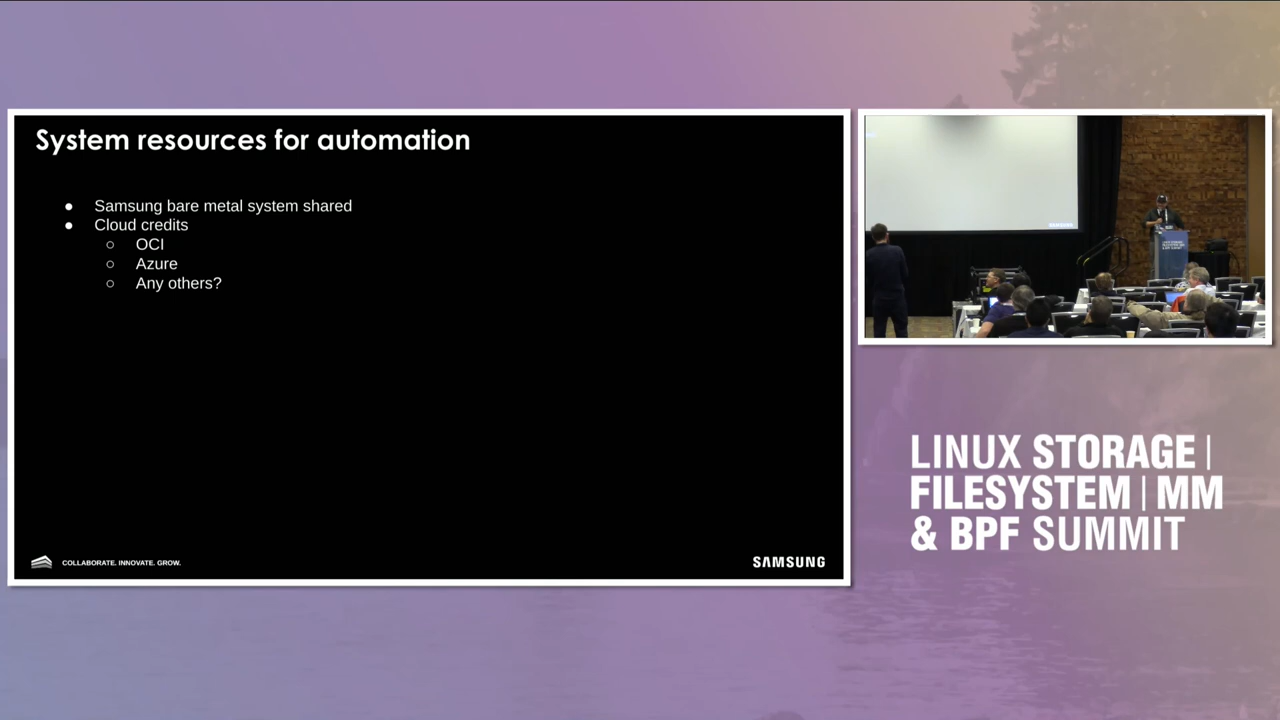 System resources for automation
● Samsung bare metal system shared
● Cloud credits
○ OCI
○ Azure
○ Any others?
COLLABORATE. INNOVATE. GROW.
SAMSUNG
SAMSUNG
LINUX STORAGE |
FILESYSTEM | MM
& BPF SUMMIT